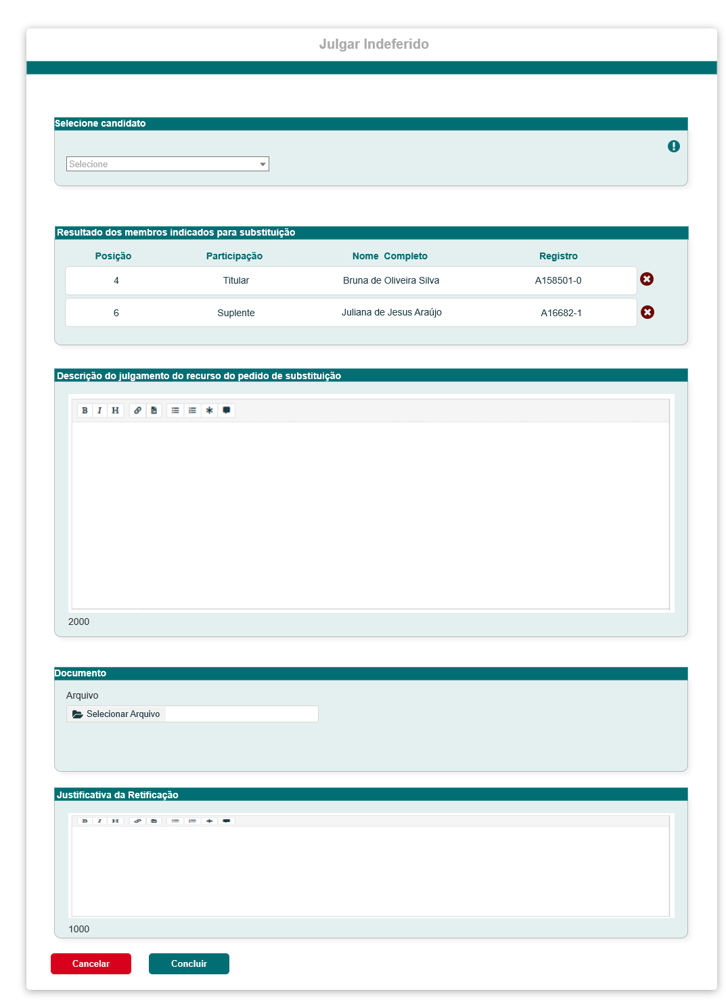 Julgar Indeferido
Selecione candidato
Selecione
Resultado dos membros indicados para substituição
Posição Participação Nome Completo Registro
4 Titular Bruna de Oliveira Silva A158501-0
6 Suplente Juliana de Jesus Araújo A16682-1
Descrição do julgamento do recurso do pedido de substituição
B I H
2000
Documento
Arquivo
Selecionar Arquivo
Justificativa da Retificação
B I H
1000
Cancelar Concluir